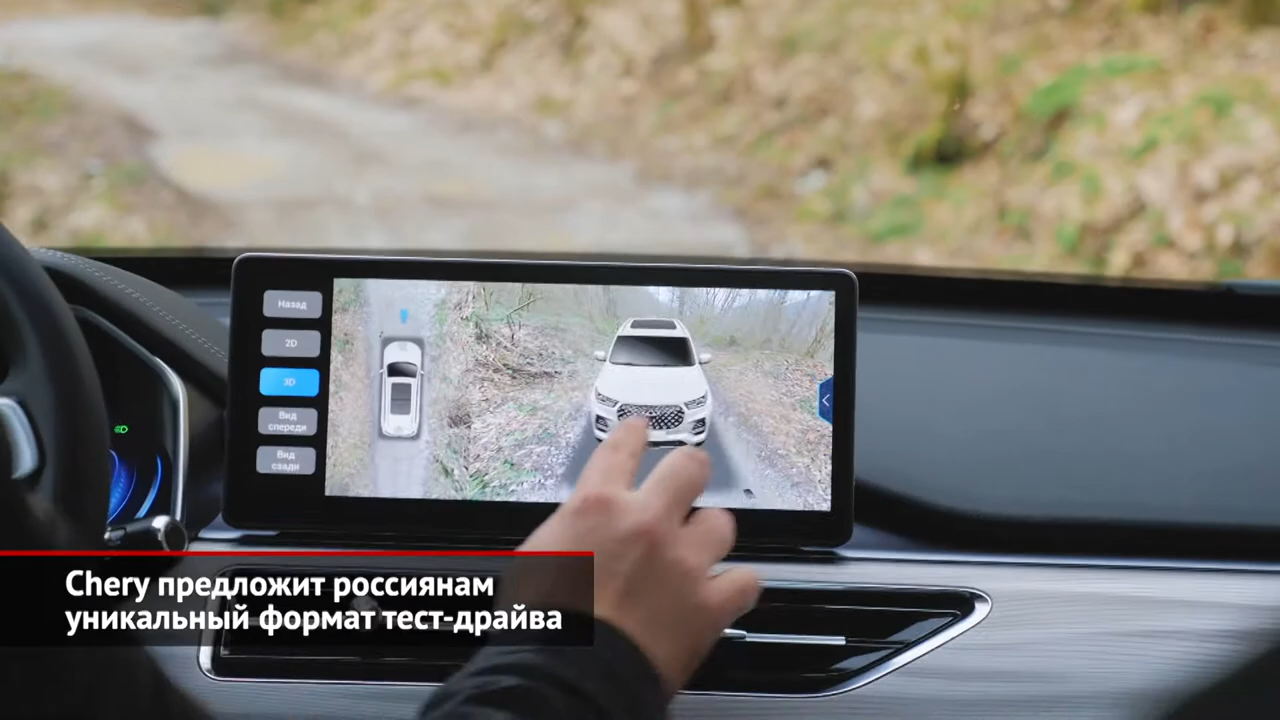 Назад
2D
3D
Вид
спереди
Вид
сзади
Chery предложит россиянам
уникальный формат тест-драйва